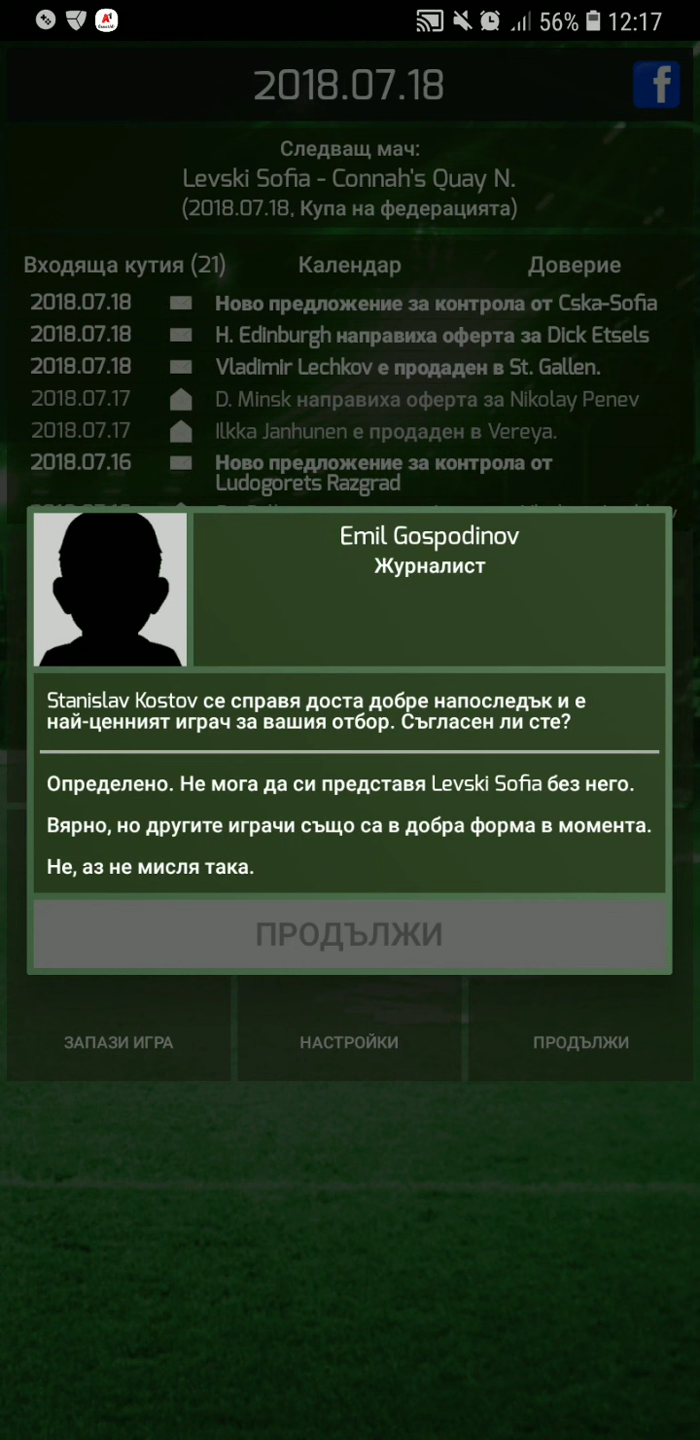 56% 12:17
2018.07.18
Следващ мач:
Levski Sofia - Connah's Quay N.
(2018.07.18, Купа на федерацията)
Входяща кутия (21) Календар Доверие
2018.07.18 Ново предложение за контрола от Cska-Sofia
2018.07.18 H. Edinburgh направиха оферта за Dick Etsels
2018.07.18 Vladimir Lechkov е продаден в St. Gallen.
2018.07.17 D. Minsk направиха оферта за Nikolay Penev
2018.07.17 Ilkka Janhunen е продаден в Vereya.
2018.07.16 Ново предложение за контрола от
Ludogorets Razgrad
Emil Gospodinov
Журналист
Stanislav Kostov се справя доста добре напоследък и е
най-ценният играч за вашия отбор. Съгласен ли сте?
Определено. Не мога да си представя Levski Sofia без него.
Вярно, но другите играчи също са в добра форма в момента.
Не, аз не мисля така.
ПРОДЪЛЖИ
ЗАПАЗИ ИГРА НАСТРОЙКИ ПРОДЪЛЖИ